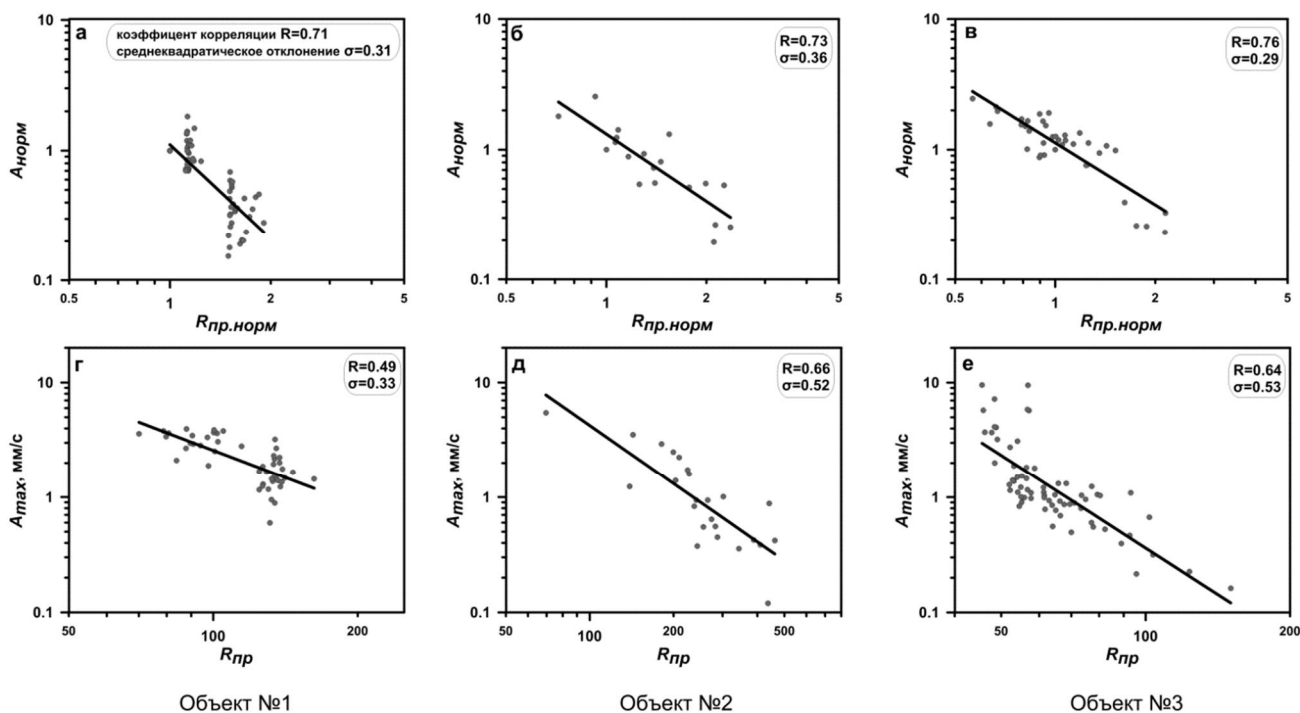 а
коэффицент корреляции R=0.71
среднеквадратическое отклонение σ=0.31
10
1
0.1
Aнорм
0.5
1
2
5
Rпр.норм
б
R=0.73
σ=0.36
10
1
0.1
Aнорм
0.5
1
2
5
Rпр.норм
в
R=0.76
σ=0.29
10
1
0.1
Aнорм
0.5
1
2
5
Rпр.норм
г
R=0.49
σ=0.33
10
1
0.1
Amax, мм/с
50
100
200
Rпр
д
R=0.66
σ=0.52
10
1
0.1
Amax, мм/с
50
100
200
500
Rпр
е
R=0.64
σ=0.53
10
1
0.1
Amax, мм/с
50
100
200
Rпр
Объект №1
Объект №2
Объект №3